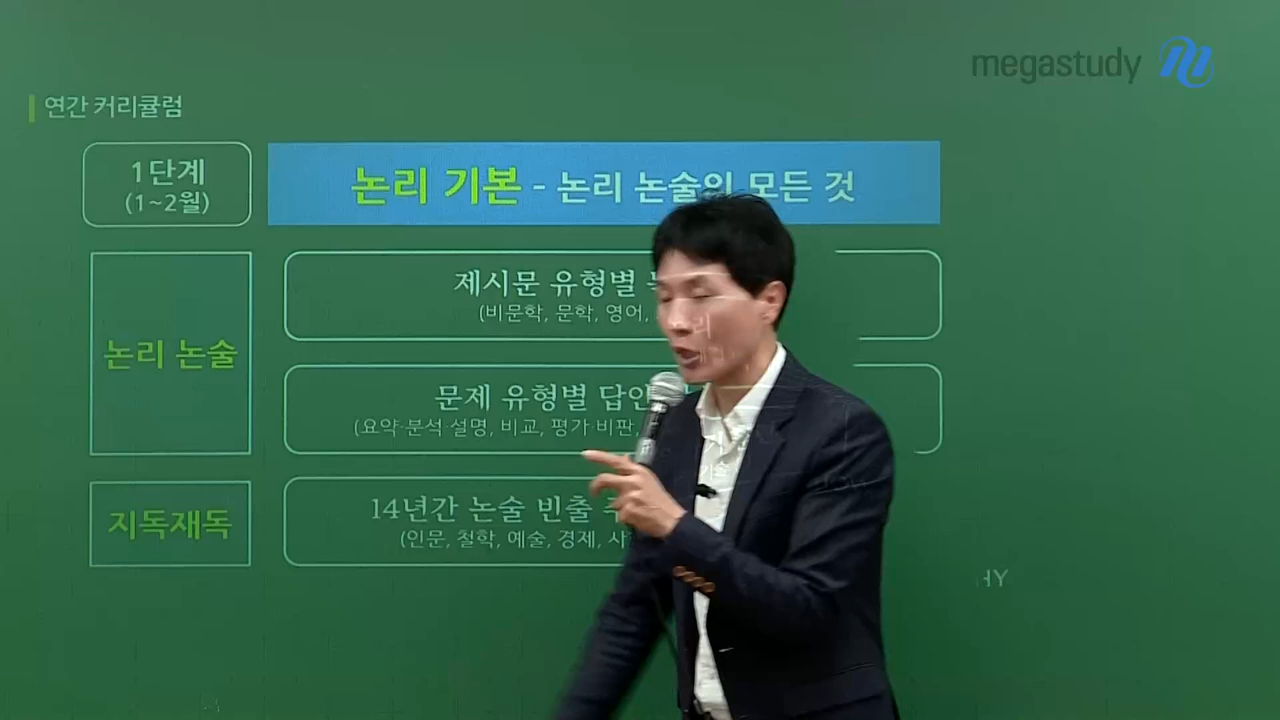 megastudy
연간 커리큘럼
1단계
(1~2월)
논리 기본 - 논리 논술의 모든 것
논리 논술
제시문 유형별
(비문학, 문학, 영어,
문제 유형별
(요약·분석·설명, 비교, 평가·비판,
지독재독
14년간 논술 빈출
(인문, 철학, 예술, 경제,